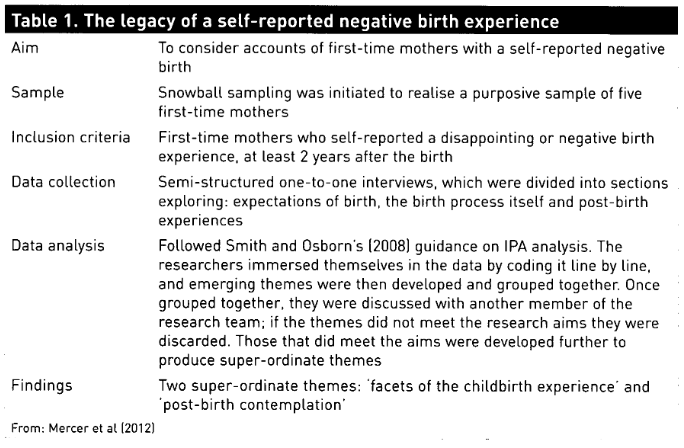 Table 1. The legacy of a self-reported negative birth experience
Aim To consider accounts of first-time mothers with a self-reported negative
birth
Sample Snowball sampling was initiated to realise a purposive sample of five
first-time mothers
Inclusion criteria First-time mothers who self-reported a disappointing or negative birth
experience, at least 2 years after the birth
Data collection Semi-structured one-to-one interviews, which were divided into sections
exploring: expectations of birth, the birth process itself and post-birth
experiences
Data analysis Followed Smith and Osborn's (2008) guidance on IPA analysis. The
researchers immersed themselves in the data by coding it line by line,
and emerging themes were then developed and grouped together. Once
grouped together, they were discussed with another member of the
research team; if the themes did not meet the research aims they were
discarded. Those that did meet the aims were developed further to
produce super-ordinate themes
Findings Two super-ordinate themes: 'facets of the childbirth experience' and
'post-birth contemplation'
From: Mercer et al (2012)